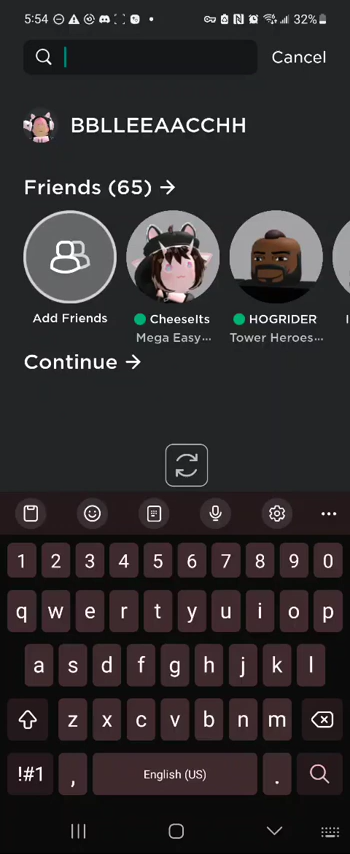 5:54
32%
Cancel
BBLLEEAACCHH
Friends (65) →
Add Friends
CheeseIts
HOGRIDER
Mega Easy...
Tower Heroes...
Continue →
1 2 3 4 5 6 7 8 9 0
q w e r t y u i o p
a s d f g h j k l
z x c v b n m
!#1 , English (US) .